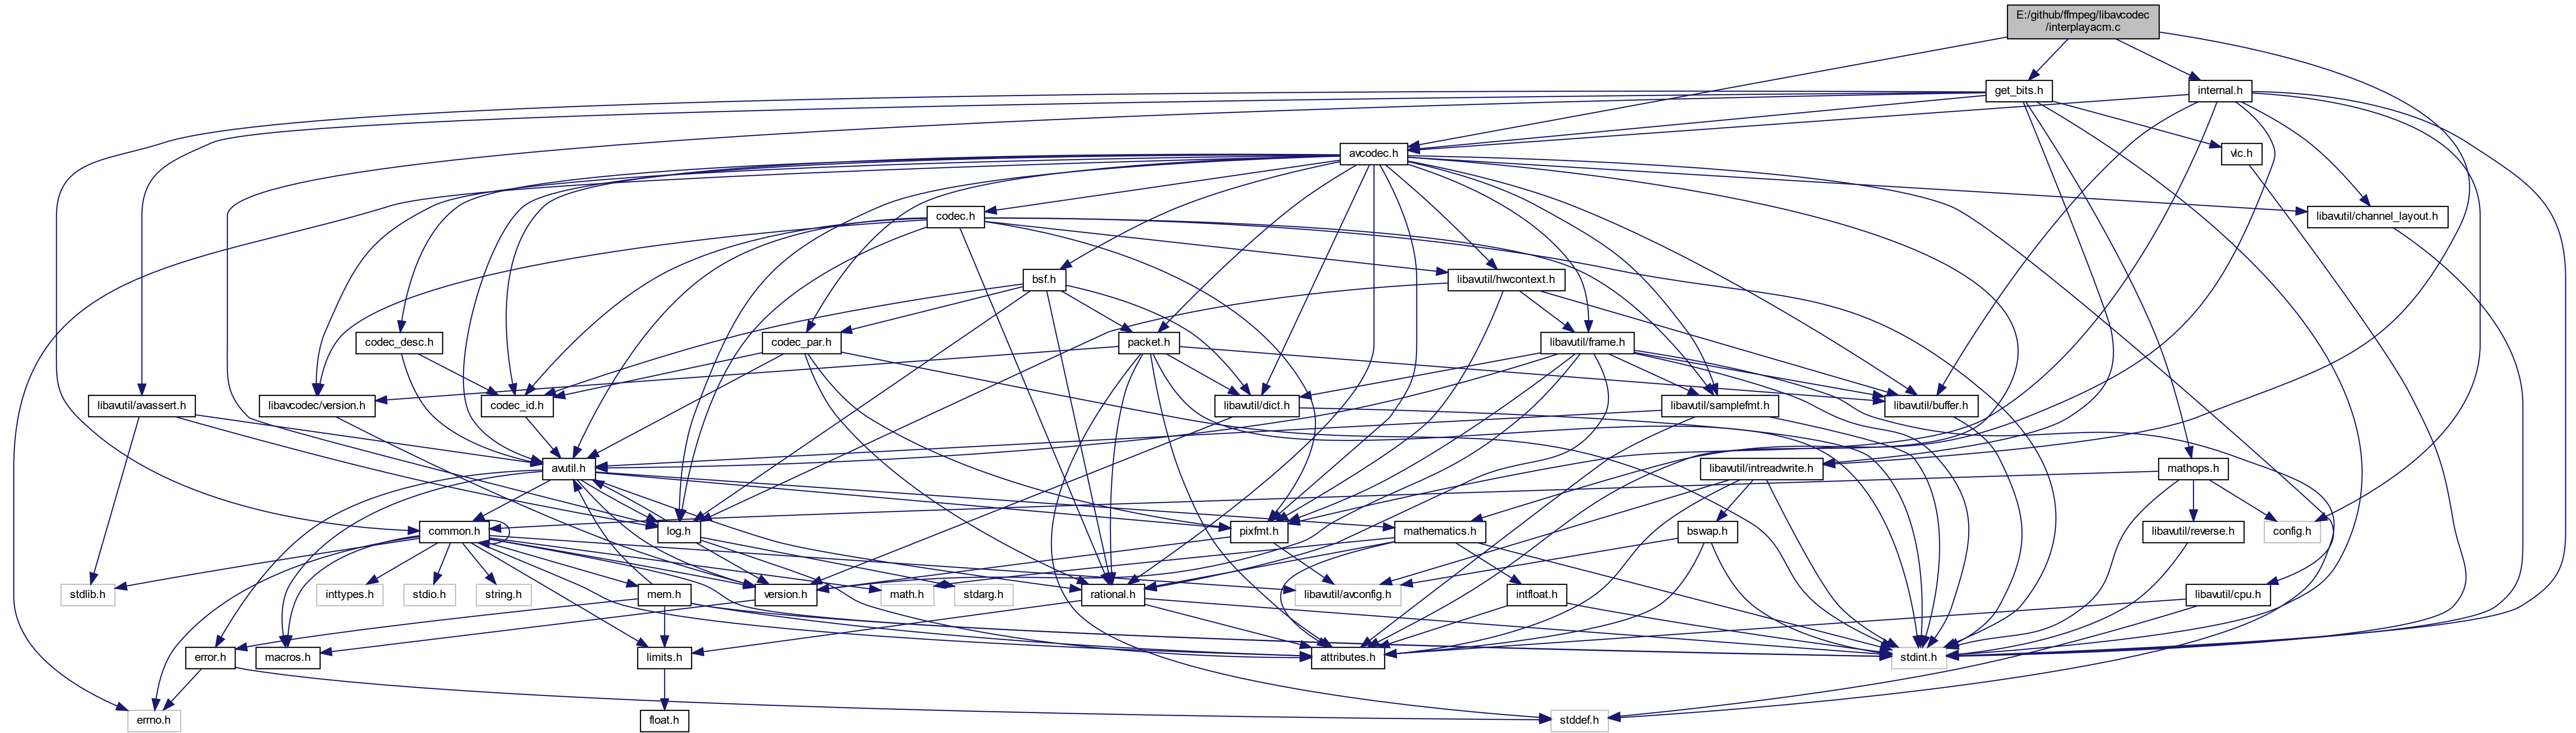 E:/github/ffmpeg/libavcodec
/interplayacm.c
get_bits.h
internal.h
avcodec.h
vlc.h
codec.h
libavutil/channel_layout.h
bsf.h
libavutil/hwcontext.h
codec_desc.h
codec_par.h
packet.h
libavutil/frame.h
libavutil/avassert.h
libavcodec/version.h
codec_id.h
libavutil/dict.h
libavutil/samplefmt.h
libavutil/buffer.h
avutil.h
libavutil/intreadwrite.h
mathops.h
common.h
log.h
pixfmt.h
mathematics.h
bswap.h
libavutil/reverse.h
config.h
stdlib.h
inttypes.h
stdio.h
string.h
mem.h
version.h
math.h
stdarg.h
rational.h
libavutil/avconfig.h
intfloat.h
libavutil/cpu.h
error.h
macros.h
limits.h
attributes.h
stdint.h
errno.h
float.h
stddef.h